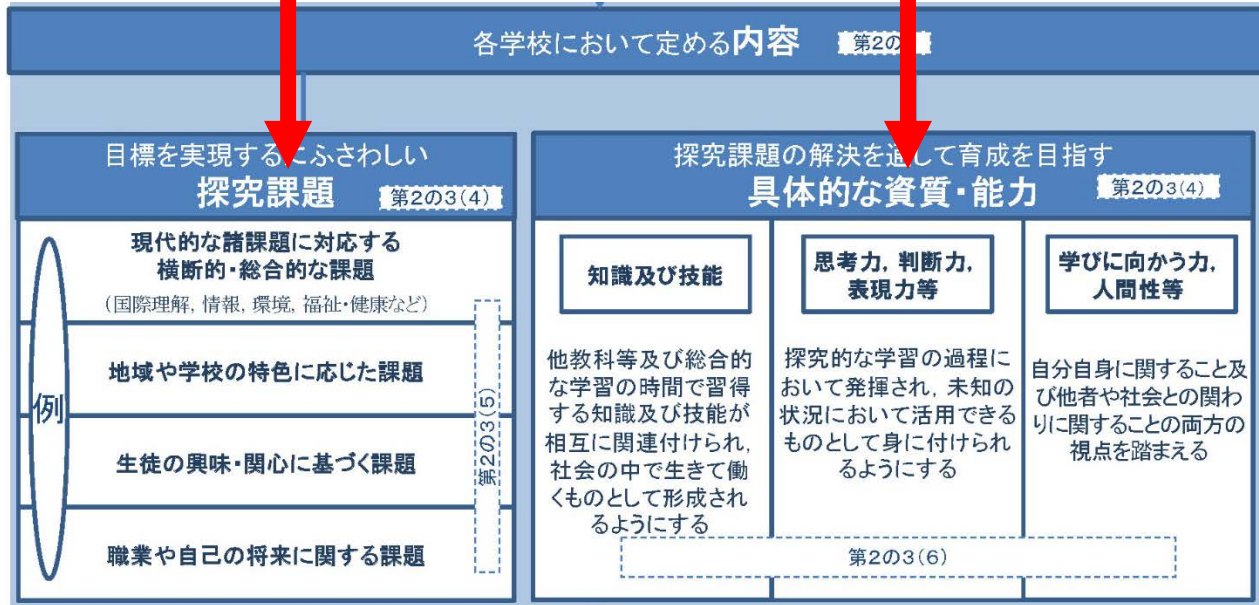 各学校において定める内容 第2の
目標を実現するにふさわしい
探究課題 第2の3(4)
現代的な諸課題に対応する
横断的・総合的な課題
(国際理解, 情報, 環境, 福祉・健康など)
地域や学校の特色に応じた課題
生徒の興味・関心に基づく課題
職業や自己の将来に関する課題
例
第2の3(5)
探究課題の解決を通して育成を目指す
具体的な資質・能力 第2の3(4)
知識及び技能
他教科等及び総合的
な学習の時間で習得
する知識及び技能が
相互に関連付けられ,
社会の中で生きて働
くものとして形成され
るようにする
思考力, 判断力,
表現力等
探究的な学習の過程に
おいて発揮され, 未知の
状況において活用できる
ものとして身に付けられ
るようにする
学びに向かう力,
人間性等
自分自身に関すること及
び他者や社会との関わ
りに関することの両方の
視点を踏まえる
第2の3(6)